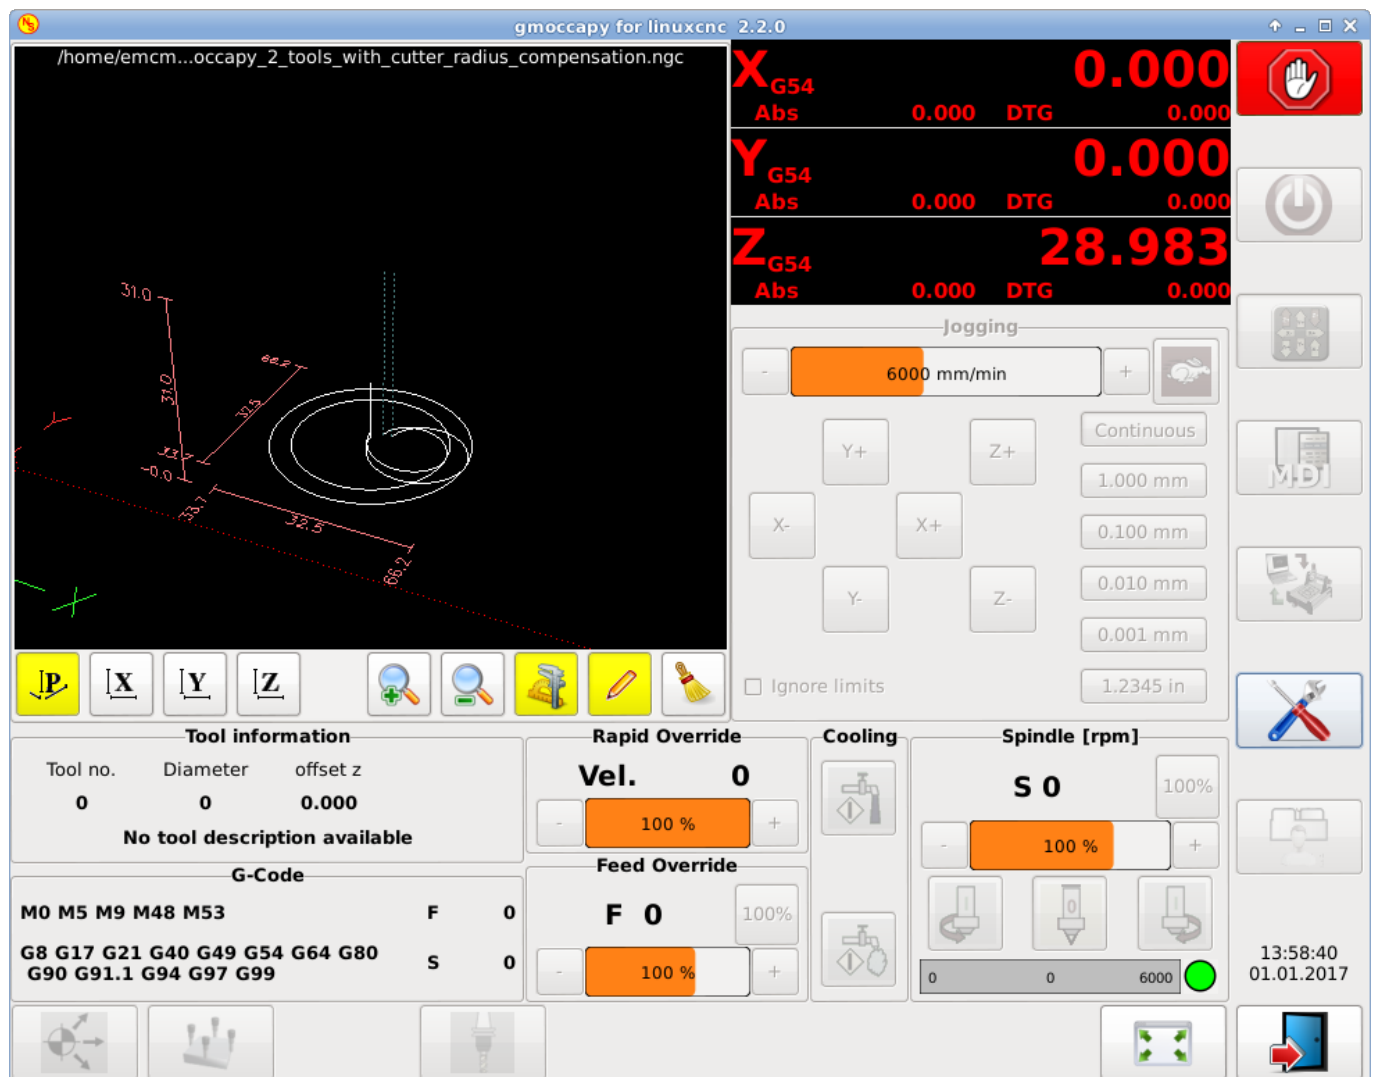 gmoccapy for linuxcnc 2.2.0
/home/emcm...occapy_2_tools_with_cutter_radius_compensation.ngc
31.0
31.0
-0.0
66.2
32.5
33.7
33.7
32.5
66.2
Y
X
X G54 0.000
Abs 0.000 DTG 0.000
Y G54 0.000
Abs 0.000 DTG 0.000
Z G54 28.983
Abs 0.000 DTG 0.000
Jogging
- 6000 mm/min +
Y+ Z+
X- X+
Y- Z-
Continuous
1.000 mm
0.100 mm
0.010 mm
0.001 mm
Ignore limits
1.2345 in
MDI
P X Y Z
Tool information
Tool no. Diameter offset z
0 0 0.000
No tool description available
G-Code
M0 M5 M9 M48 M53 F 0
G8 G17 G21 G40 G49 G54 G64 G80
G90 G91.1 G94 G97 G99
S 0
Rapid Override
Vel. 0
- 100 % +
Feed Override
F 0 100%
- 100 % +
Cooling
Spindle [rpm]
S 0 100%
- 100 % +
I 0 I
0 0 6000
13:58:40
01.01.2017